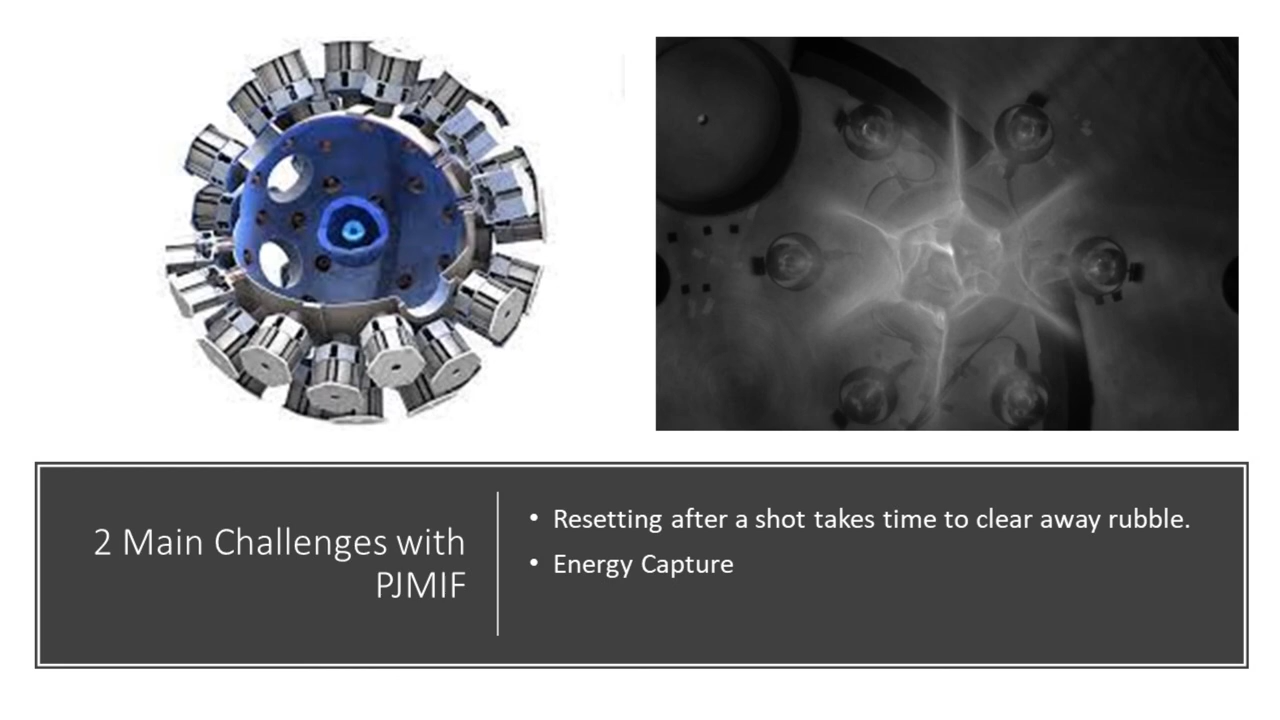 2 Main Challenges with
PJMIF
• Resetting after a shot takes time to clear away rubble.
• Energy Capture